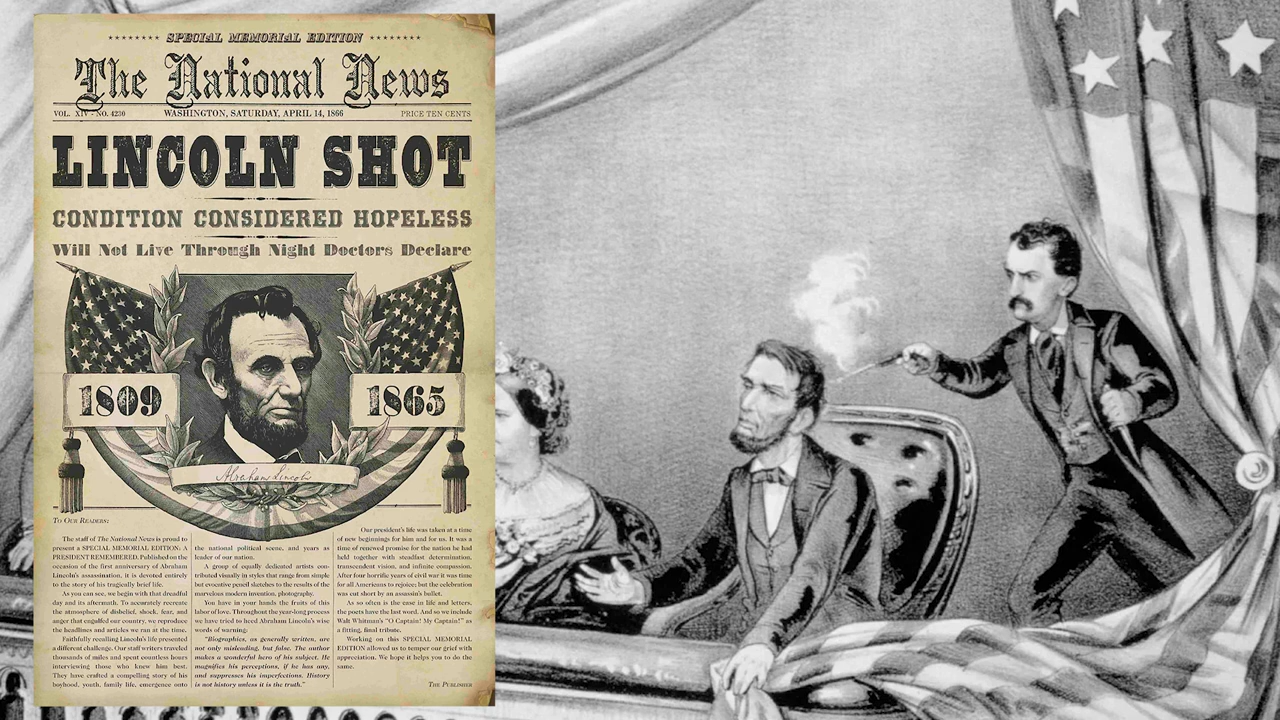 SPECIAL MEMORIAL EDITION
The National News
VOL. XIV - NO. 4230 WASHINGTON, SATURDAY, APRIL 14, 1866 PRICE TEN CENTS
LINCOLN SHOT
CONDITION CONSIDERED HOPELESS
Will Not Live Through Night Doctors Declare
1809
1865
Abraham Lincoln
TO OUR READERS:
The staff of The National News is proud to
present a SPECIAL MEMORIAL EDITION: A
PRESIDENT REMEMBERED. Published on the
occasion of the first anniversary of Abraham
Lincoln's assassination, it is devoted entirely
to the story of his tragically brief life.
As you can see, we begin with that dreadful
day and its aftermath. To accurately recreate
the atmosphere of disbelief, shock, fear, and
anger that engulfed our country, we reproduce
the headlines and articles we ran at the time.
Faithfully recalling Lincoln's life presented
a different challenge. Our staff writers traveled
thousands of miles and spent countless hours
interviewing those who knew him best.
They have crafted a compelling story of his
boyhood, youth, family life, emergence onto
the national political scene, and years as
leader of our nation.
A group of equally dedicated artists con-
tributed visually in styles that range from simple
but evocative pencil sketches to the results of the
marvelous modern invention, photography.
You have in your hands the fruits of this
labor of love. Throughout the year-long process
we have tried to heed Abraham Lincoln's wise
words of warning:
"Biographies, as generally written, are
not only misleading, but false. The author
makes a wonderful hero of his subject. He
magnifies his perceptions, if he has any,
and suppresses his imperfections. History
is not history unless it is the truth."
Our president's life was taken at a time
of new beginnings for him and for us. It was a
time of renewed promise for the nation he had
held together with steadfast determination,
transcendent vision, and infinite compassion.
After four horrific years of civil war it was time
for all Americans to rejoice; but the celebration
was cut short by an assassin's bullet.
As so often is the case in life and letters,
the poets have the last word. And so we include
Walt Whitman's "O Captain! My Captain!" as
a fitting, final tribute.
Working on this SPECIAL MEMORIAL
EDITION allowed us to temper our grief with
appreciation. We hope it helps you to do the
same.
THE PUBLISHER